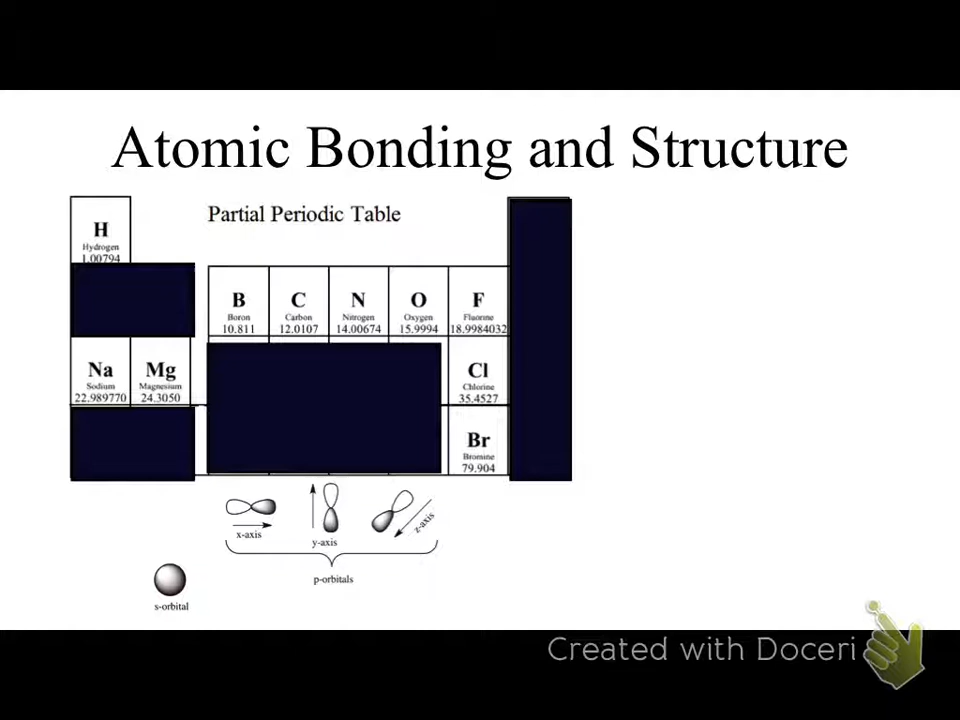 Atomic Bonding and Structure
Partial Periodic Table
H
Hydrogen
1.00794
B C N O F
Boron Carbon Nitrogen Oxygen Fluorine
10.811 12.0107 14.00674 15.9994 18.9984032
Na Mg Cl
Sodium Magnesium Chlorine
22.989770 24.3050 35.4527
Br
Bromine
79.904
x-axis y-axis z-axis
p-orbitals
s-orbital
Created with Doceri